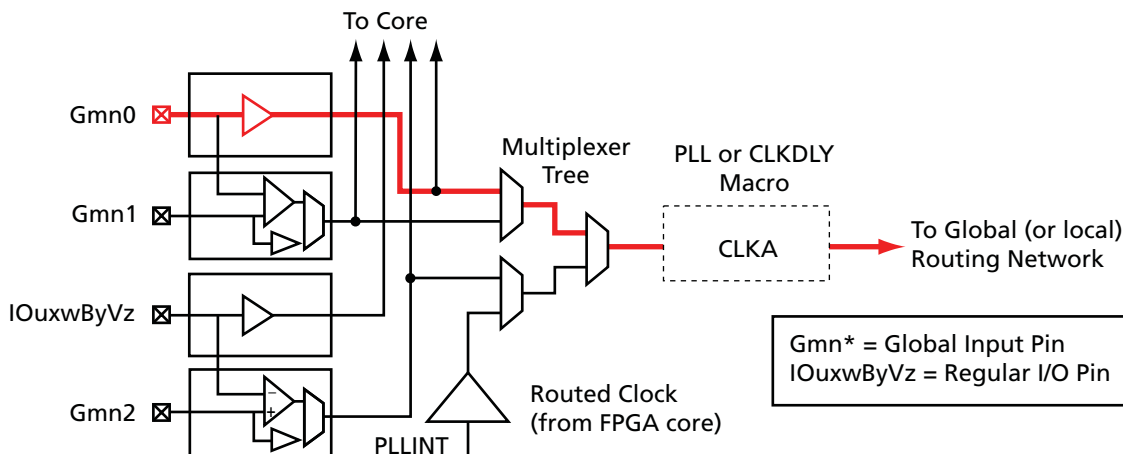 To Core
Gmn0
Multiplexer
Tree
PLL or CLKDLY
Macro
Gmn1
CLKA
To Global (or local)
Routing Network
IOuxwByVz
Gmn* = Global Input Pin
IOuxwByVz = Regular I/O Pin
−
+
Gmn2
Routed Clock
(from FPGA core)
PLLINT